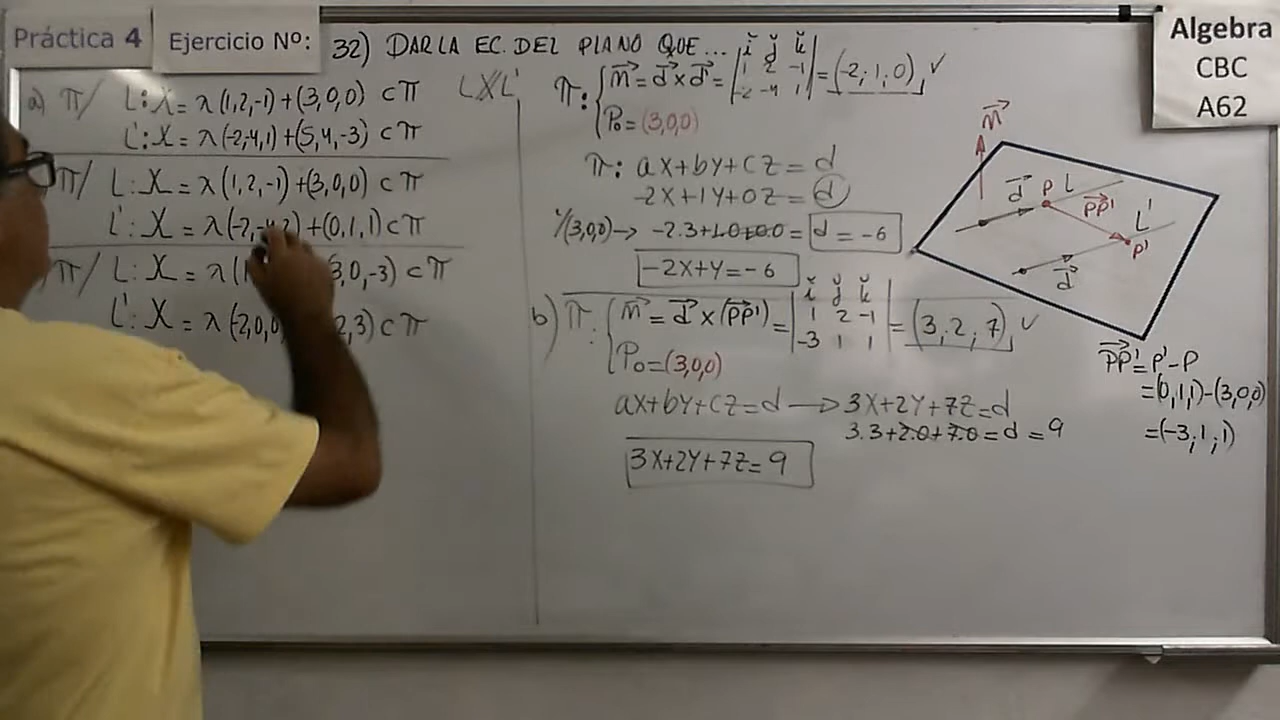 Práctica 4
Ejercicio Nº:
32) DAR LA EC. DEL PLANO QUE...
Algebra
CBC
A62
a) π/ L: X = λ(1,2,-1)+(3,0,0) ⊂ π
L': X = λ(-2,-4,1)+(5,4,-3) ⊂ π
π/ L: X = λ(1,2,-1)+(3,0,0) ⊂ π
L': X = λ(-2,-4,2)+(0,1,1) ⊂ π
π/ L: X = λ(1 3,0,-3) ⊂ π
L': X = λ(-2,0,0 2,3) ⊂ π
L∦L'
π: { n⃗ = d⃗ x d⃗' = | ǐ ǰ ǩ | 1 2 -1 | -2 -4 1 | = (-2,1,0) ✓
P₀ = (3,0,0)
π: ax+by+cz = d
-2x+1y+0z = d
(3,0,0) → -2.3+1.0+0.0 = d = -6
-2x+y = -6
b) π: { n⃗ = d⃗ x (PP'⃗) = | ǐ ǰ ǩ | 1 2 -1 | -3 1 1 | = (3,2,7) ✓
P₀ = (3,0,0)
ax+by+cz = d → 3x+2y+7z = d
3.3+2.0+7.0 = d = 9
3x+2y+7z = 9
n⃗
d⃗ P L
PP'⃗ L'
P'
d⃗
PP'⃗ = P'-P
= (0,1,1)-(3,0,0)
= (-3,1,1)